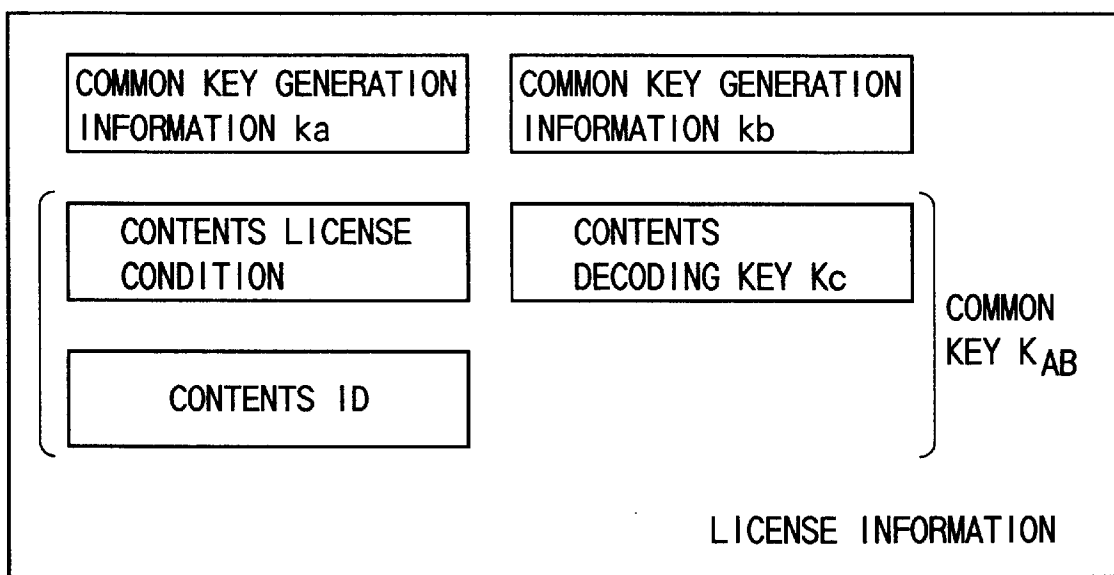 COMMON KEY GENERATION
INFORMATION ka
COMMON KEY GENERATION
INFORMATION kb
CONTENTS LICENSE
CONDITION
CONTENTS
DECODING KEY Kc
CONTENTS ID
COMMON
KEY KAB
LICENSE INFORMATION